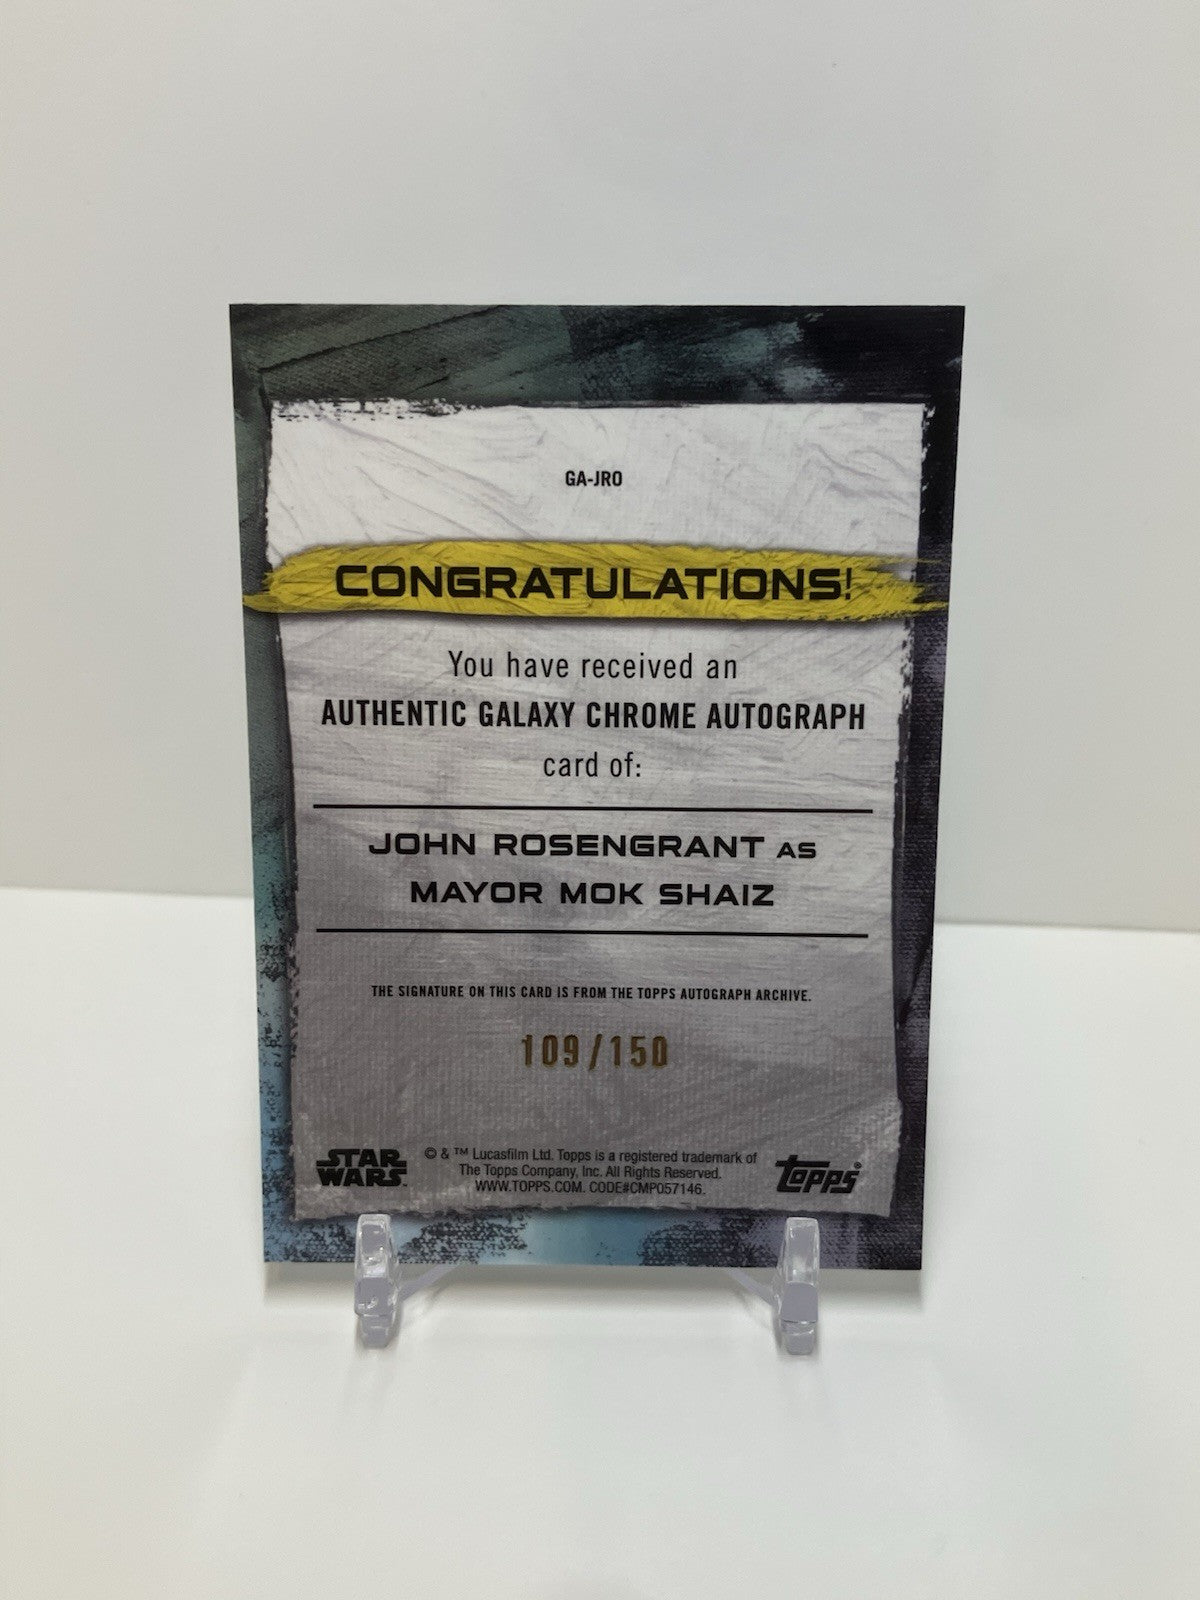 GA-JRO
CONGRATULATIONS!
You have received an
AUTHENTIC GALAXY CHROME AUTOGRAPH
card of:
JOHN ROSENGRANT AS
MAYOR MOK SHAIZ
THE SIGNATURE ON THIS CARD IS FROM THE TOPPS AUTOGRAPH ARCHIVE.
109/150
STAR
WARS.
© & ™ Lucasfilm Ltd. Topps is a registered trademark of
The Topps Company, Inc. All Rights Reserved.
WWW.TOPPS.COM. CODE#CMP057146.
topps®